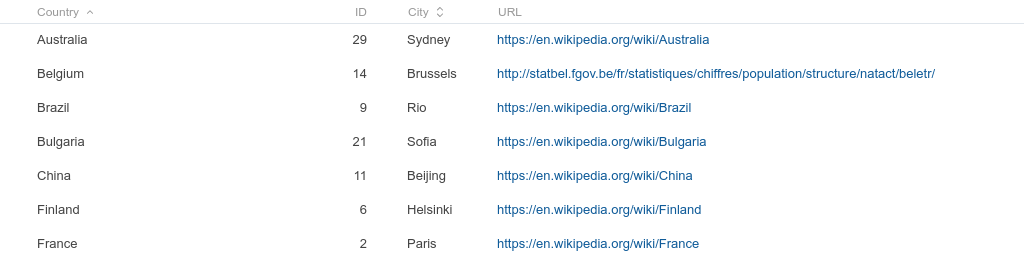 Country ID City URL
Australia 29 Sydney https://en.wikipedia.org/wiki/Australia
Belgium 14 Brussels http://statbel.fgov.be/fr/statistiques/chiffres/population/structure/natact/beletr/
Brazil 9 Rio https://en.wikipedia.org/wiki/Brazil
Bulgaria 21 Sofia https://en.wikipedia.org/wiki/Bulgaria
China 11 Beijing https://en.wikipedia.org/wiki/China
Finland 6 Helsinki https://en.wikipedia.org/wiki/Finland
France 2 Paris https://en.wikipedia.org/wiki/France